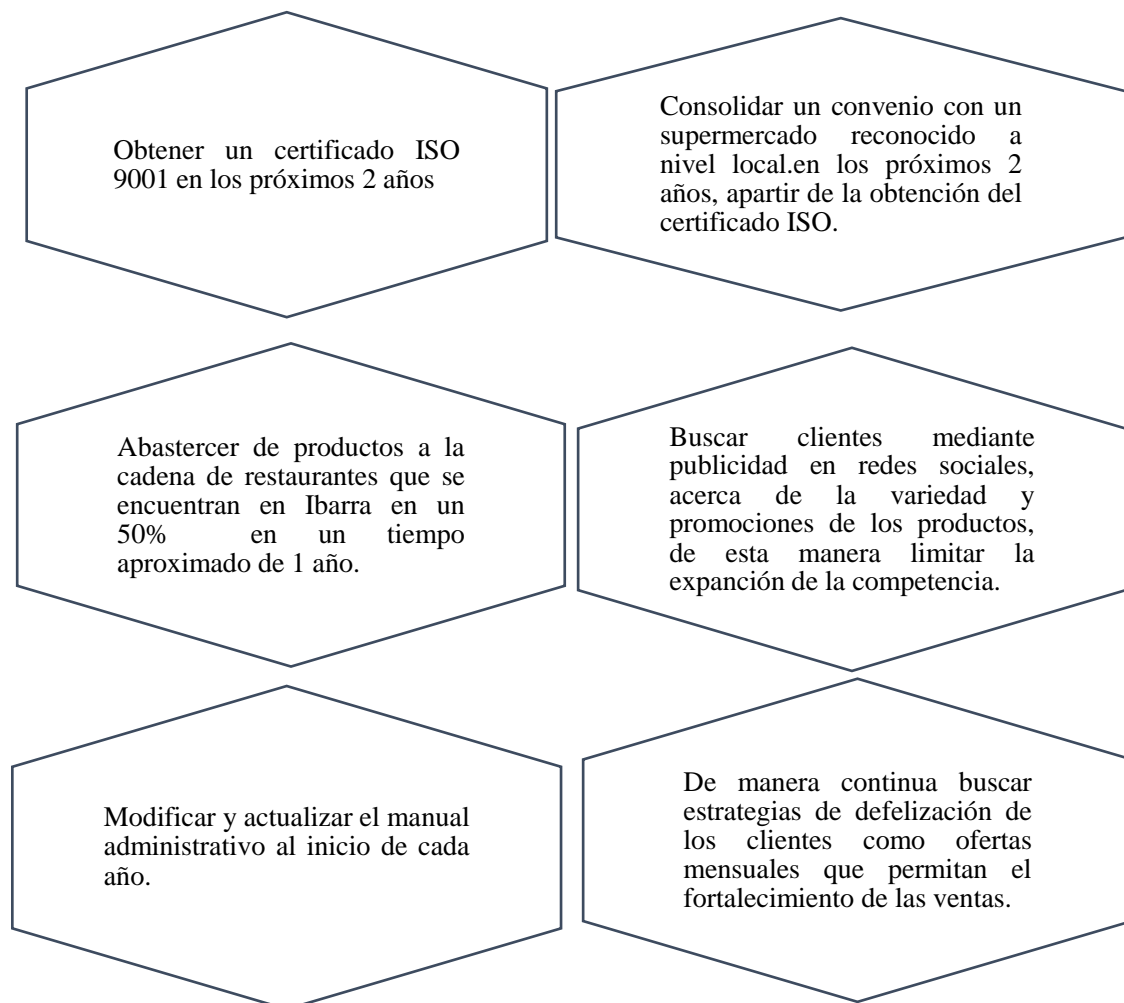 Obtener un certificado ISO
9001 en los próximos 2 años
Consolidar un convenio con un
supermercado reconocido a
nivel local.en los próximos 2
años, apartir de la obtención del
certificado ISO.
Abastercer de productos a la
cadena de restaurantes que se
encuentran en Ibarra en un
50% en un tiempo
aproximado de 1 año.
Buscar clientes mediante
publicidad en redes sociales,
acerca de la variedad y
promociones de los productos,
de esta manera limitar la
expanción de la competencia.
Modificar y actualizar el manual
administrativo al inicio de cada
año.
De manera continua buscar
estrategias de defelización de
los clientes como ofertas
mensuales que permitan el
fortalecimiento de las ventas.